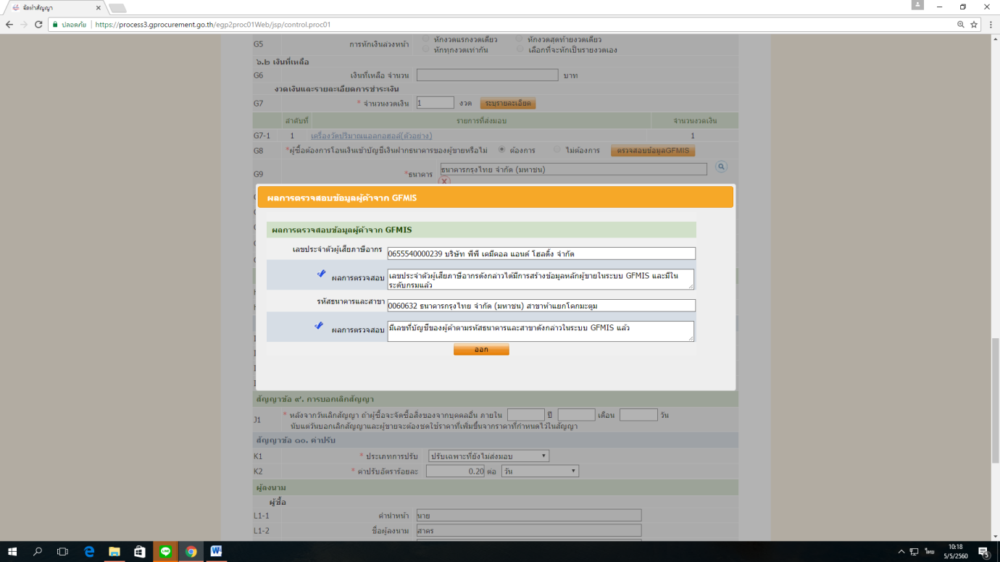 จัดทำสัญญา
ปลอดภัย | https://process3.gprocurement.go.th/egp2proc01Web/jsp/control.proc01
G5 การหักเงินล่วงหน้า หักงวดแรกงวดเดียว หักงวดสุดท้ายงวดเดียว
หักทุกงวดเท่ากัน เลือกที่จะหักเป็นรายงวดเอง
๖.๒ เงินที่เหลือ
G6 เงินที่เหลือ จำนวน บาท
งวดเงินและรายละเอียดการชำระเงิน
G7 * จำนวนงวดเงิน 1 งวด ระบุรายละเอียด
ลำดับที่ รายการที่ส่งมอบ จำนวนงวดเงิน
G7-1 1 เครื่องวัดปริมาณแอลกอฮอล์(ตัวอย่าง) 1
G8 *ผู้ซื้อต้องการโอนเงินเข้าบัญชีเงินฝากธนาคารของผู้ขายหรือไม่ ต้องการ ไม่ต้องการ ตรวจสอบข้อมูลGFMIS
G9 *ธนาคาร ธนาคารกรุงไทย จำกัด (มหาชน)
ผลการตรวจสอบข้อมูลผู้ค้าจาก GFMIS
ผลการตรวจสอบข้อมูลผู้ค้าจาก GFMIS
เลขประจำตัวผู้เสียภาษีอากร 0655540000239 บริษัท พีพี เคมีคอล แอนด์ โฮลดิ้ง จำกัด
ผลการตรวจสอบ เลขประจำตัวผู้เสียภาษีอากรดังกล่าวได้มีการสร้างข้อมูลหลักผู้ขายในระบบ GFMIS และมีใน
ระดับกรมแล้ว
รหัสธนาคารและสาขา 0060632 ธนาคารกรุงไทย จำกัด (มหาชน) สาขาห้าแยกโคกมะตูม
ผลการตรวจสอบ มีเลขที่บัญชีของผู้ค้าตามรหัสธนาคารและสาขาดังกล่าวในระบบ GFMIS แล้ว
ออก
สัญญาข้อ ๙. การบอกเลิกสัญญา
J1 * หลังจากวันเลิกสัญญา ถ้าผู้ซื้อจะจัดซื้อสิ่งของจากบุคคลอื่น ภายใน ปี เดือน วัน
นับแต่วันบอกเลิกสัญญาและผู้ขายจะต้องชดใช้ราคาที่เพิ่มขึ้นจากราคาที่กำหนดไว้ในสัญญา
สัญญาข้อ ๑๐. ค่าปรับ
K1 * ประเภทการปรับ ปรับเฉพาะที่ยังไม่ส่งมอบ
K2 * ค่าปรับอัตราร้อยละ 0.20 ต่อ วัน
ผู้ลงนาม
ผู้ซื้อ
L1-1 คำนำหน้า นาย
L1-2 ชื่อผู้ลงนาม สาคร
10:18
ไทย
5/5/2560